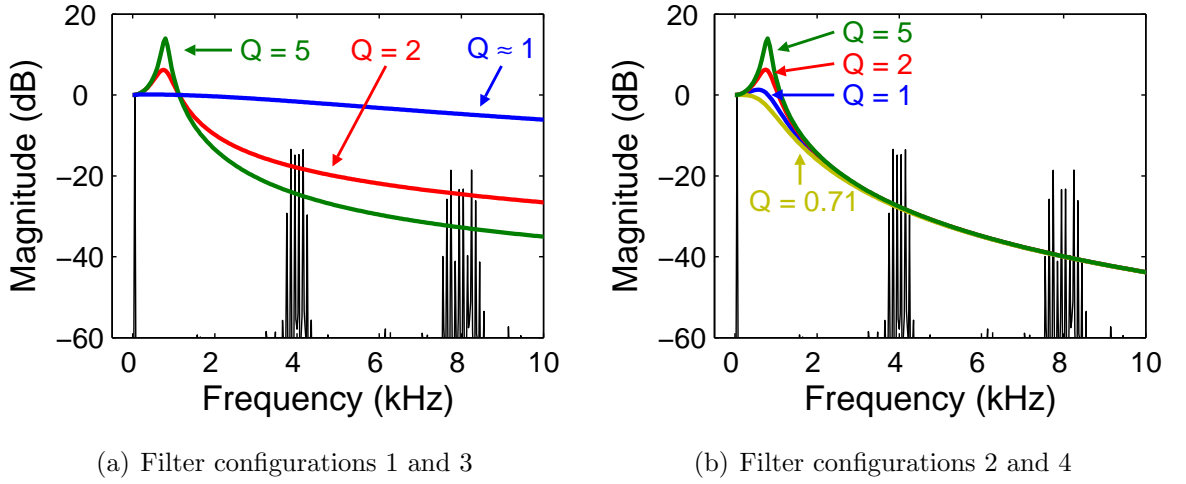 20
0
−20
−40
−60
Magnitude (dB)
Q = 5
Q = 2
Q ≈ 1
0 2 4 6 8 10
Frequency (kHz)
(a) Filter configurations 1 and 3
20
0
−20
−40
−60
Magnitude (dB)
Q = 5
Q = 2
Q = 1
Q = 0.71
0 2 4 6 8 10
Frequency (kHz)
(b) Filter configurations 2 and 4